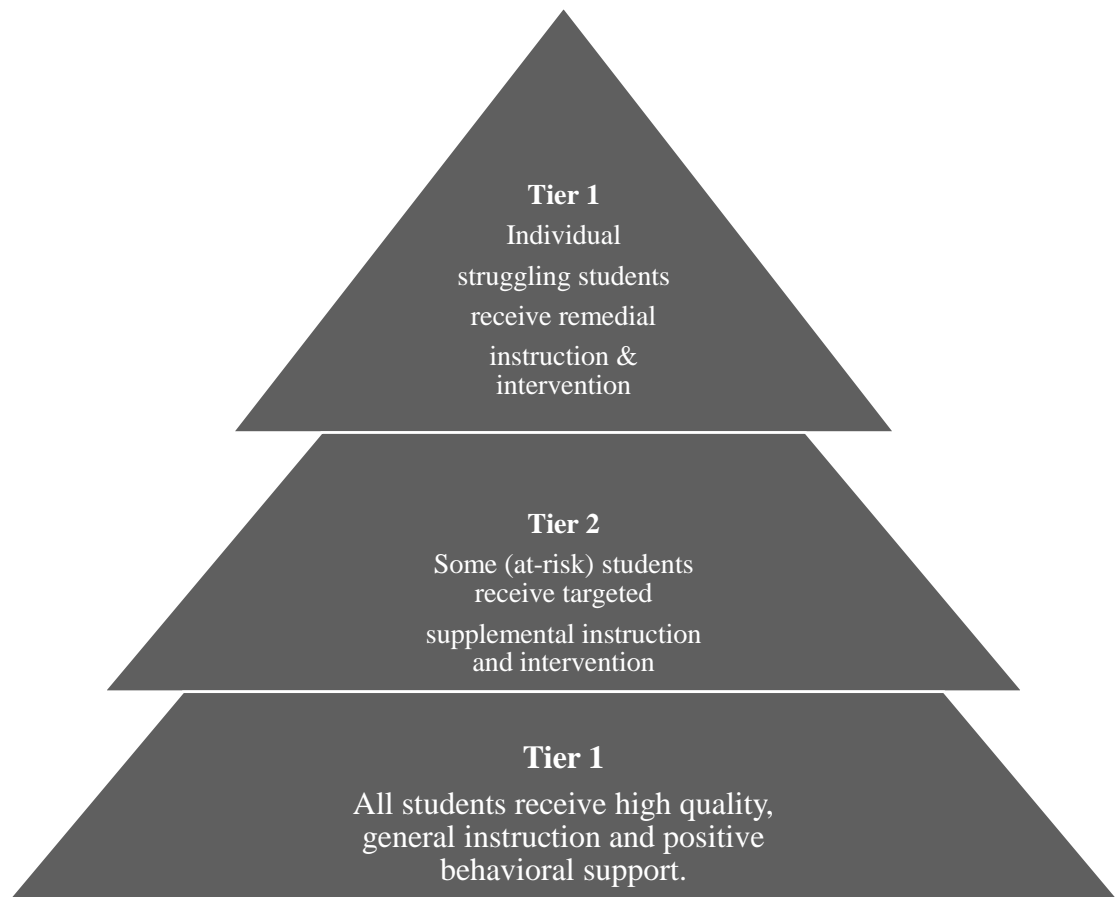 Tier 1
Individual
struggling students
receive remedial
instruction &
intervention
Tier 2
Some (at-risk) students
receive targeted
supplemental instruction
and intervention
Tier 1
All students receive high quality,
general instruction and positive
behavioral support.